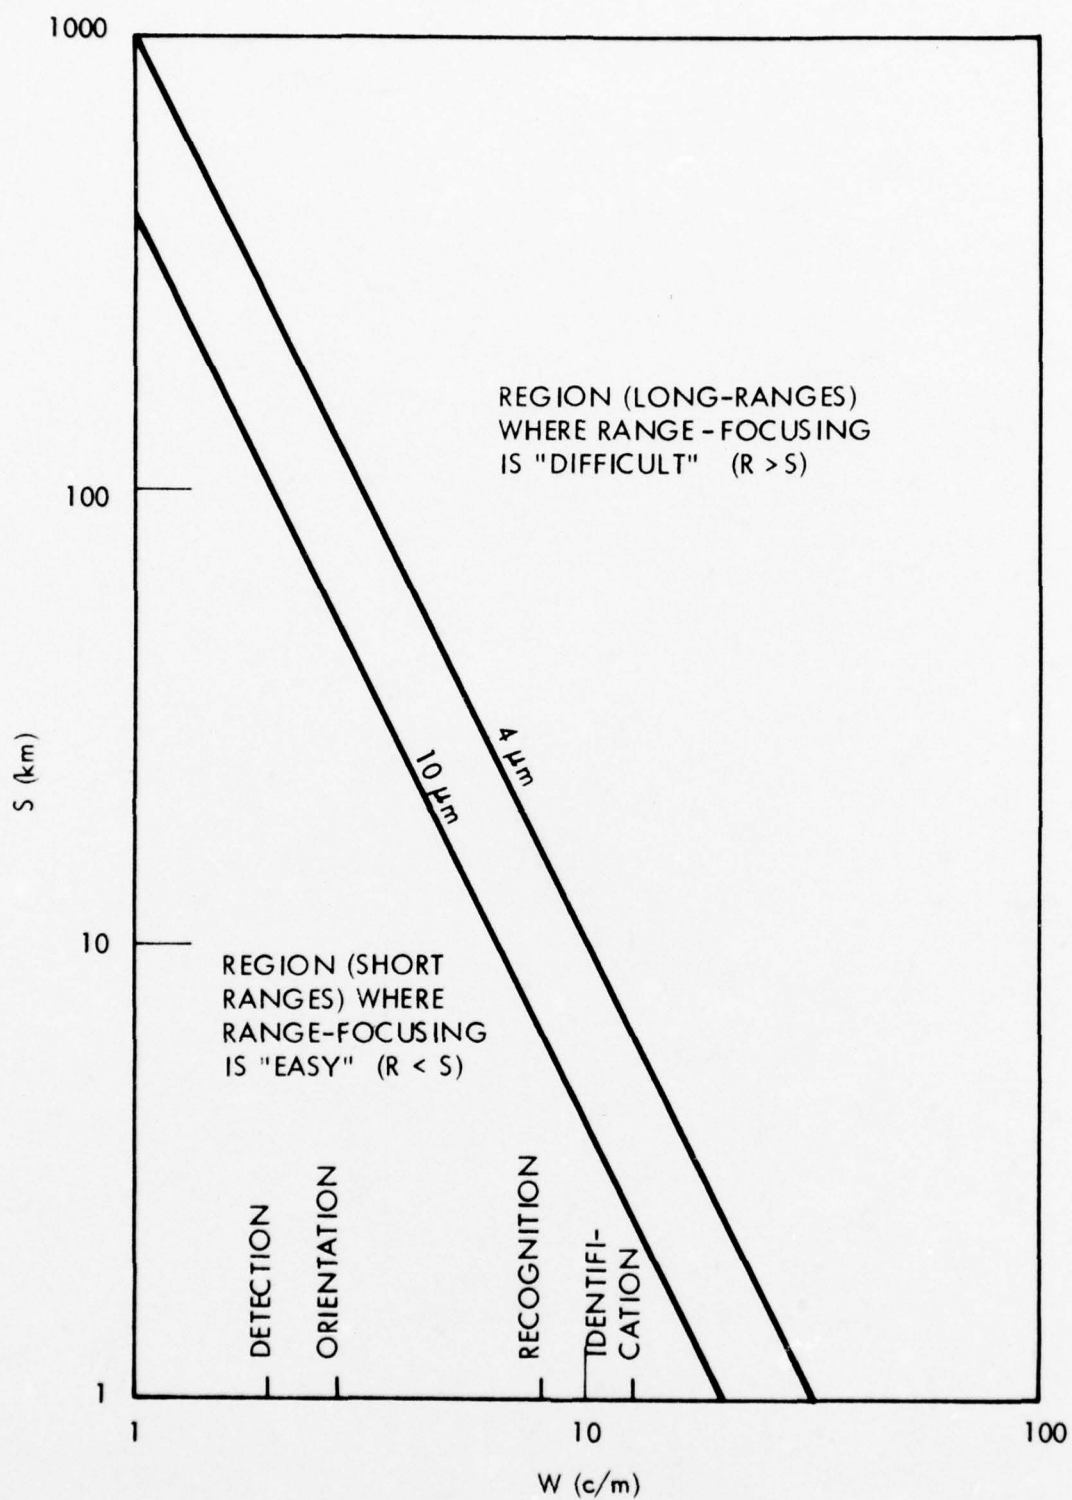 1000
REGION (LONG-RANGES)
WHERE RANGE-FOCUSING
IS "DIFFICULT" (R > S)
100
4 μm
10 μm
S (km)
10
REGION (SHORT
RANGES) WHERE
RANGE-FOCUSING
IS "EASY" (R < S)
DETECTION
ORIENTATION
RECOGNITION
IDENTIFI-
CATION
1
1
10
100
W (c/m)